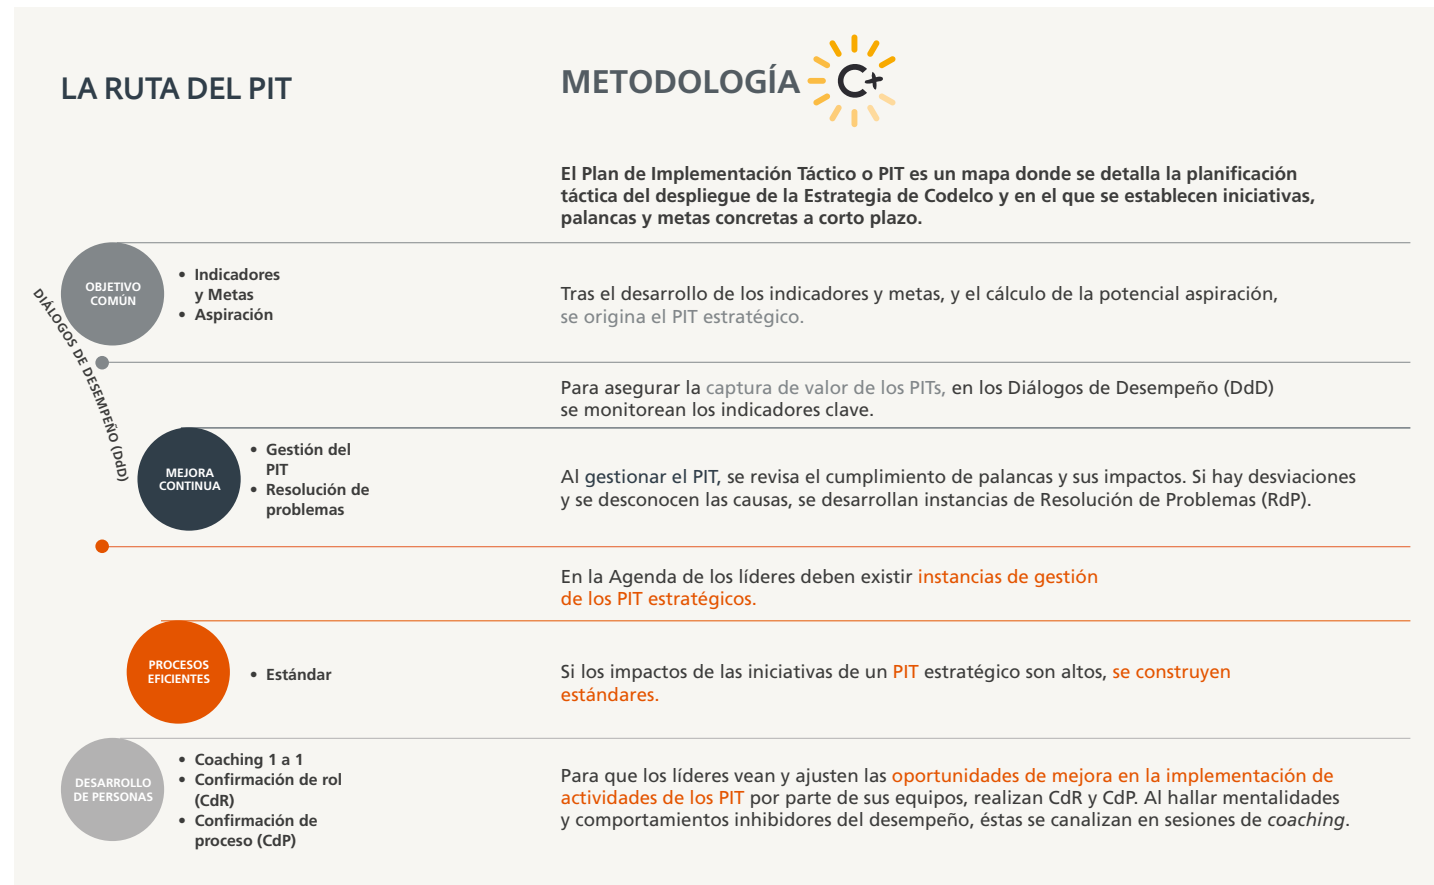 LA RUTA DEL PIT
METODOLOGÍA C+
El Plan de Implementación Táctico o PIT es un mapa donde se detalla la planificación
táctica del despliegue de la Estrategia de Codelco y en el que se establecen iniciativas,
palancas y metas concretas a corto plazo.
DIÁLOGOS DE DESEMPEÑO (DdD)
OBJETIVO
COMÚN
• Indicadores
y Metas
• Aspiración
Tras el desarrollo de los indicadores y metas, y el cálculo de la potencial aspiración,
se origina el PIT estratégico.
Para asegurar la captura de valor de los PITs, en los Diálogos de Desempeño (DdD)
se monitorean los indicadores clave.
MEJORA
CONTINUA
• Gestión del
PIT
• Resolución de
problemas
Al gestionar el PIT, se revisa el cumplimiento de palancas y sus impactos. Si hay desviaciones
y se desconocen las causas, se desarrollan instancias de Resolución de Problemas (RdP).
En la Agenda de los líderes deben existir instancias de gestión
de los PIT estratégicos.
PROCESOS
EFICIENTES
• Estándar
Si los impactos de las iniciativas de un PIT estratégico son altos, se construyen
estándares.
DESARROLLO
DE PERSONAS
• Coaching 1 a 1
• Confirmación de rol
(CdR)
• Confirmación de
proceso (CdP)
Para que los líderes vean y ajusten las oportunidades de mejora en la implementación de
actividades de los PIT por parte de sus equipos, realizan CdR y CdP. Al hallar mentalidades
y comportamientos inhibidores del desempeño, éstas se canalizan en sesiones de coaching.